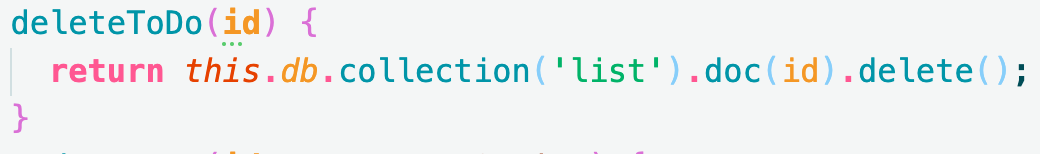 deleteToDo(id) {
  return this.db.collection('list').doc(id).delete();
}